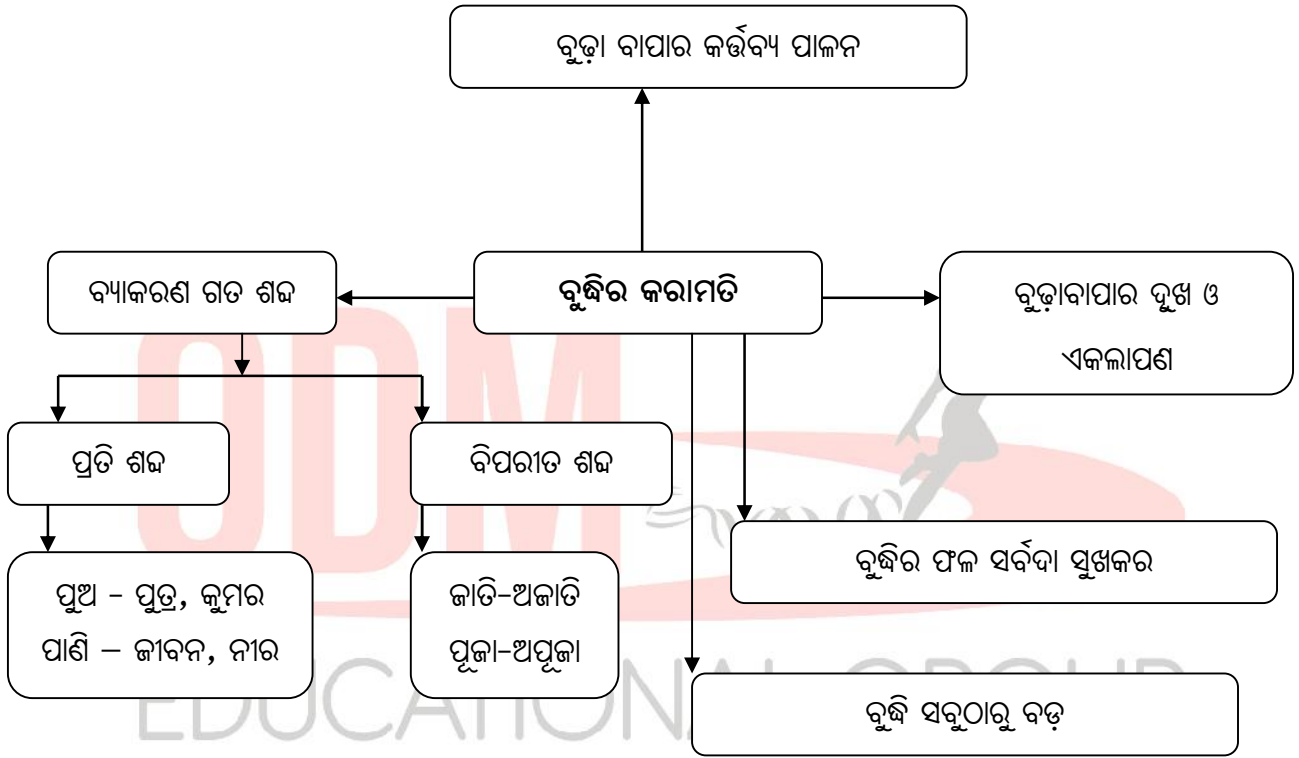 ବୁଢ଼ା ବାପାର କର୍ତ୍ତବ୍ୟ ପାଳନ
ବ୍ୟାକରଣ ଗତ ଶବ୍ଦ
ବୁଦ୍ଧିର କରାମତି
ବୁଢ଼ାବାପାର ଦୁଖ ଓ
ଏକଲାପଣ
ପ୍ରତି ଶବ୍ଦ
ବିପରୀତ ଶବ୍ଦ
ବୁଦ୍ଧିର ଫଳ ସର୍ବଦା ସୁଖକର
ପୁଅ - ପୁତ୍ର, କୁମର
ପାଣି – ଜୀବନ, ନୀର
ଜାତି-ଅଜାତି
ପୂଜା-ଅପୂଜା
ବୁଦ୍ଧି ସବୁଠାରୁ ବଡ଼
ODM
EDUCATIONAL GROUP